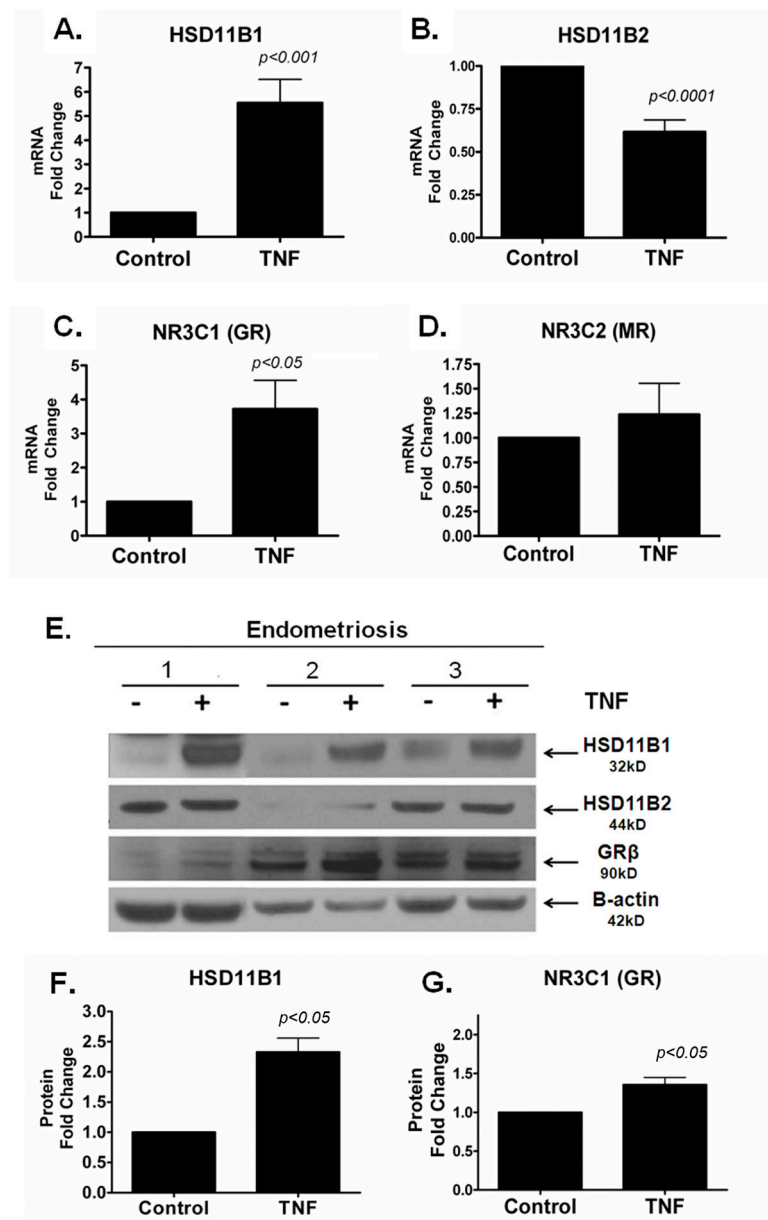 A. HSD11B1
p<0.001
mRNA
Fold Change
7
6
5
4
3
2
1
0
Control TNF
B. HSD11B2
p<0.0001
mRNA
Fold Change
1.00
0.75
0.50
0.25
0.00
Control TNF
C. NR3C1 (GR)
p<0.05
mRNA
Fold Change
5
4
3
2
1
0
Control TNF
D. NR3C2 (MR)
mRNA
Fold Change
1.75
1.50
1.25
1.00
0.75
0.50
0.25
0.00
Control TNF
E. Endometriosis
1 2 3
- + - + - + TNF
HSD11B1
32kD
HSD11B2
44kD
GRβ
90kD
B-actin
42kD
F. HSD11B1
p<0.05
Protein
Fold Change
3.0
2.5
2.0
1.5
1.0
0.5
0.0
Control TNF
G. NR3C1 (GR)
p<0.05
Protein
Fold Change
2.0
1.5
1.0
0.5
0.0
Control TNF